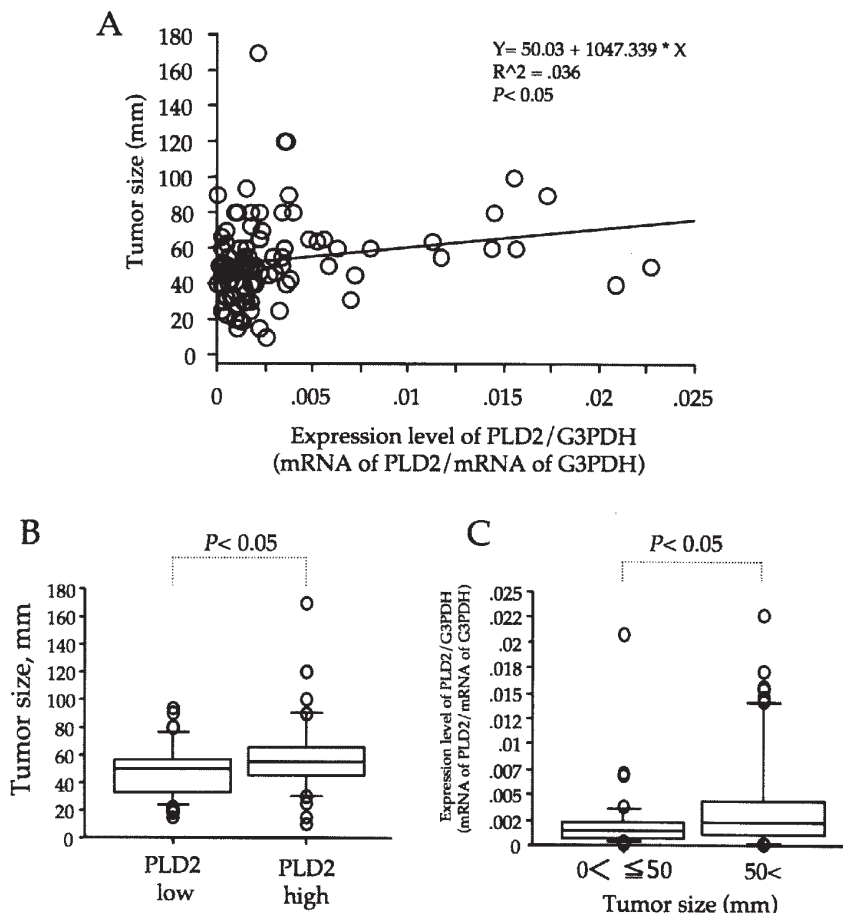 A
Y= 50.03 + 1047.339 * X
R^2 = .036
P< 0.05
Tumor size (mm)
180
160
140
120
100
80
60
40
20
0
0 .005 .01 .015 .02 .025
Expression level of PLD2/G3PDH
(mRNA of PLD2/mRNA of G3PDH)
B
P< 0.05
Tumor size, mm
180
160
140
120
100
80
60
40
20
0
PLD2 low
PLD2 high
C
P< 0.05
Expression level of PLD2/G3PDH
(mRNA of PLD2/mRNA of G3PDH)
.025
.022
.02
.018
.015
.012
.01
.007
.005
.002
0
0< ≦50 50<
Tumor size (mm)